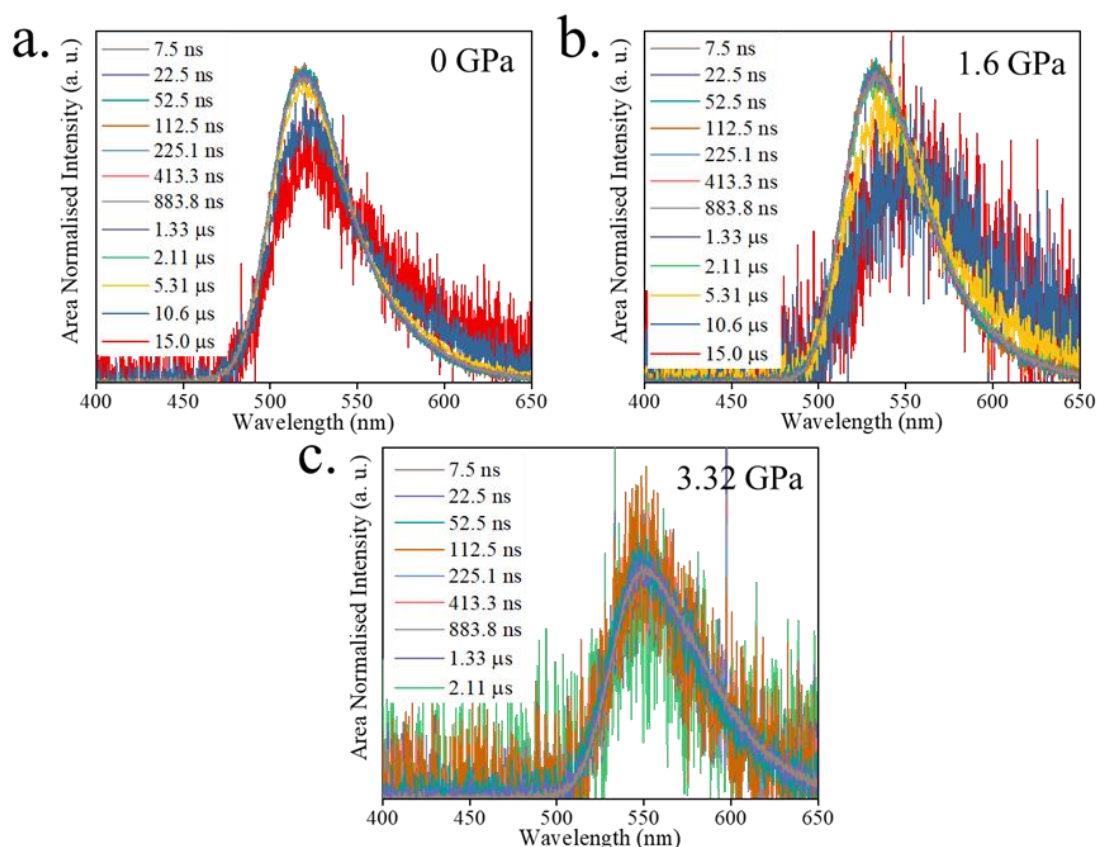 a.
0 GPa
7.5 ns
22.5 ns
52.5 ns
112.5 ns
225.1 ns
413.3 ns
883.8 ns
1.33 µs
2.11 µs
5.31 µs
10.6 µs
15.0 µs
Area Normalised Intensity (a. u.)
400 450 500 550 600 650
Wavelength (nm)
b.
1.6 GPa
7.5 ns
22.5 ns
52.5 ns
112.5 ns
225.1 ns
413.3 ns
883.8 ns
1.33 µs
2.11 µs
5.31 µs
10.6 µs
15.0 µs
Area Normalised Intensity (a. u.)
400 450 500 550 600 650
Wavelength (nm)
c.
3.32 GPa
7.5 ns
22.5 ns
52.5 ns
112.5 ns
225.1 ns
413.3 ns
883.8 ns
1.33 µs
2.11 µs
Area Normalised Intensity (a. u.)
400 450 500 550 600 650
Wavelength (nm)